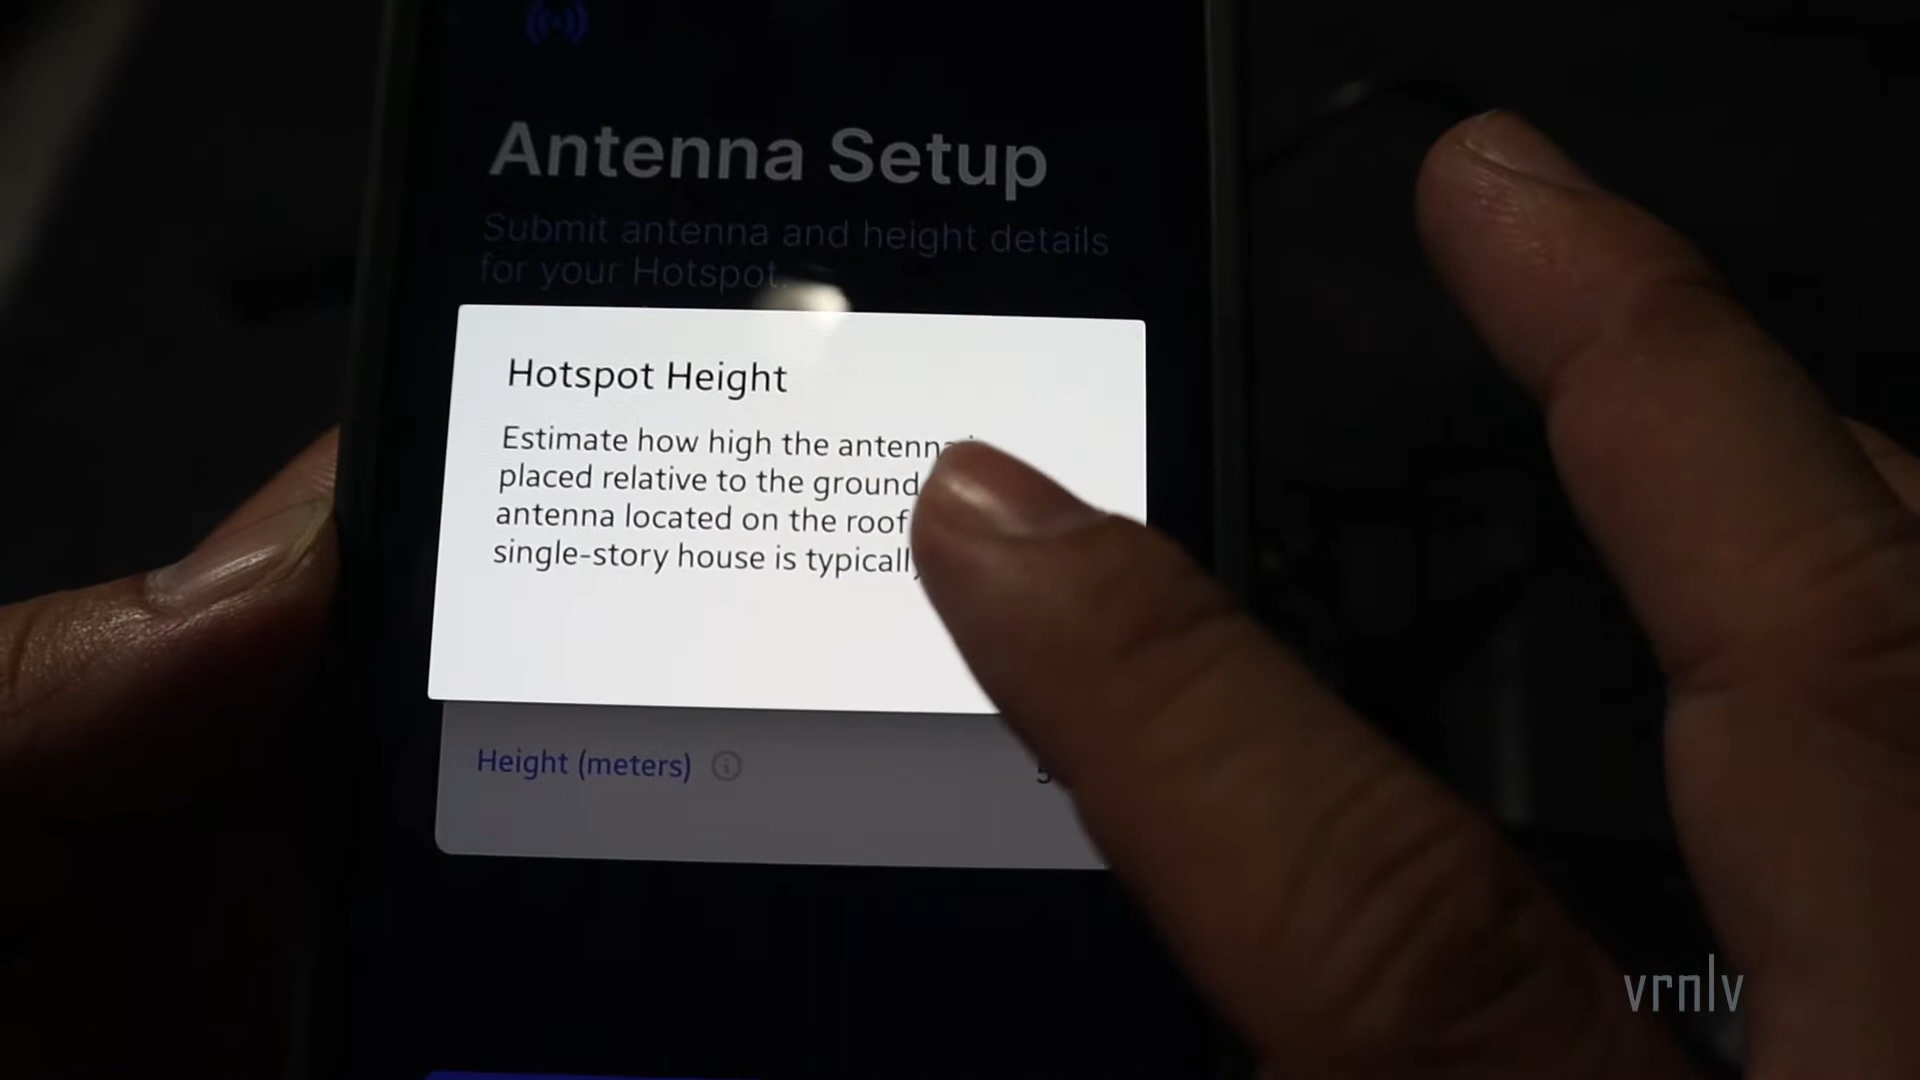 Antenna Setup
Submit antenna and height details
for your Hotspot.
Hotspot Height
Estimate how high the antenna
placed relative to the ground
antenna located on the roof
single-story house is typically
Height (meters)
5
vrnlv